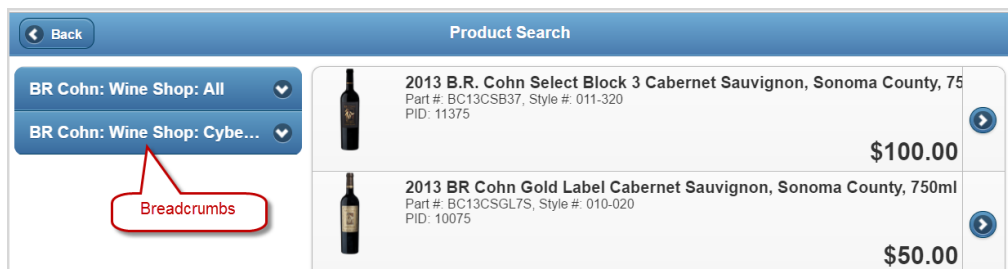 Back
Product Search
BR Cohn: Wine Shop: All
BR Cohn: Wine Shop: Cybe...
Breadcrumbs
2013 B.R. Cohn Select Block 3 Cabernet Sauvignon, Sonoma County, 75
Part #: BC13CSB37, Style #: 011-320
PID: 11375
$100.00
2013 BR Cohn Gold Label Cabernet Sauvignon, Sonoma County, 750ml
Part #: BC13CSGL7S, Style #: 010-020
PID: 10075
$50.00